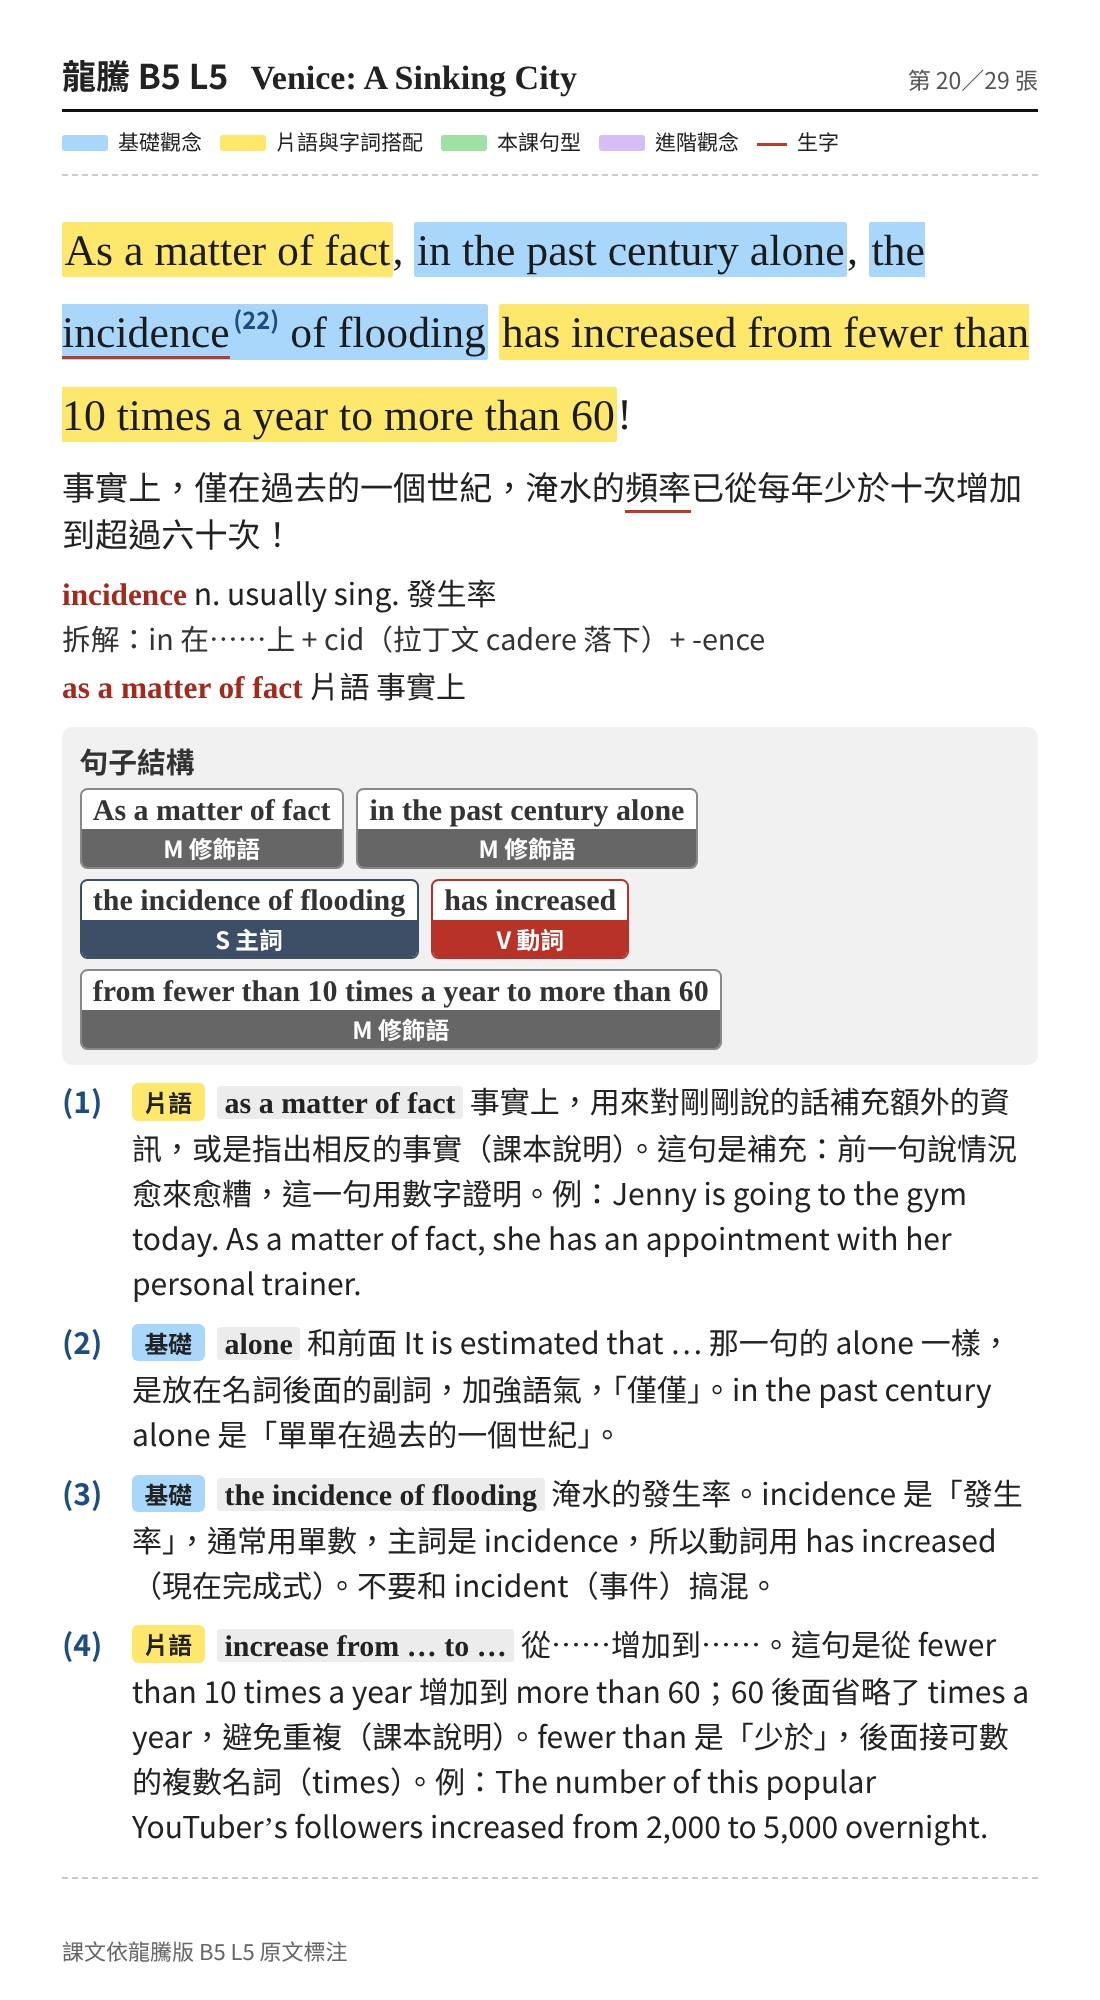 龍騰 B5 L5 Venice: A Sinking City 第 20／29 張
基礎觀念 片語與字詞搭配 本課句型 進階觀念 生字
As a matter of fact, in the past century alone, the
incidence(22) of flooding has increased from fewer than
10 times a year to more than 60!
事實上，僅在過去的一個世紀，淹水的頻率已從每年少於十次增加
到超過六十次！
incidence n. usually sing. 發生率
拆解：in 在……上 + cid（拉丁文 cadere 落下）+ -ence
as a matter of fact 片語 事實上
句子結構
As a matter of fact in the past century alone
M 修飾語 M 修飾語
the incidence of flooding has increased
S 主詞 V 動詞
from fewer than 10 times a year to more than 60
M 修飾語
(1) 片語 as a matter of fact 事實上，用來對剛剛說的話補充額外的資
訊，或是指出相反的事實（課本說明）。這句是補充：前一句說情況
愈來愈糟，這一句用數字證明。例：Jenny is going to the gym
today. As a matter of fact, she has an appointment with her
personal trainer.
(2) 基礎 alone 和前面 It is estimated that … 那一句的 alone 一樣，
是放在名詞後面的副詞，加強語氣，「僅僅」。in the past century
alone 是「單單在過去的一個世紀」。
(3) 基礎 the incidence of flooding 淹水的發生率。incidence 是「發生
率」，通常用單數，主詞是 incidence，所以動詞用 has increased
（現在完成式）。不要和 incident（事件）搞混。
(4) 片語 increase from … to … 從……增加到……。這句是從 fewer
than 10 times a year 增加到 more than 60；60 後面省略了 times a
year，避免重複（課本說明）。fewer than 是「少於」，後面接可數
的複數名詞（times）。例：The number of this popular
YouTuber’s followers increased from 2,000 to 5,000 overnight.
課文依龍騰版 B5 L5 原文標注